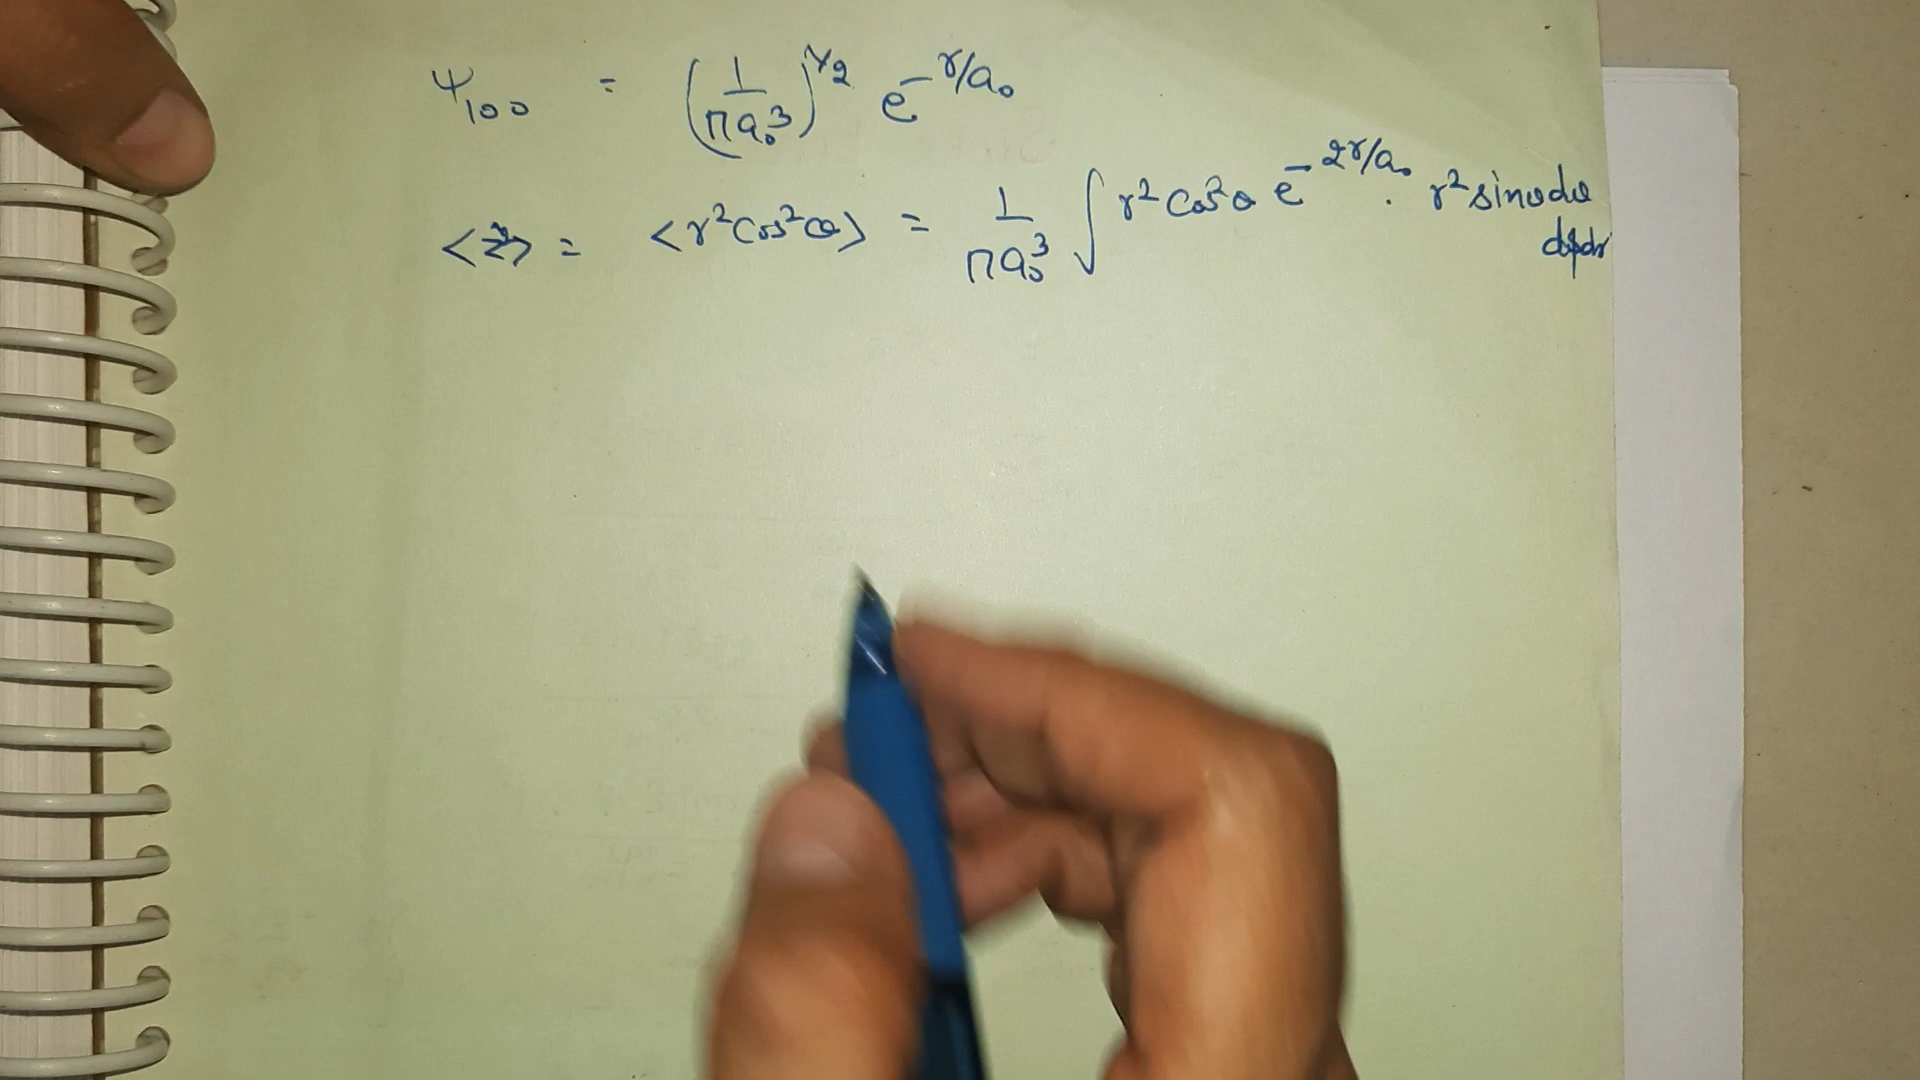 ψ₁₀₀ = (1/πa₀³)^1/2 e^-r/a₀
<z²> = <r²cos²θ> = 1/πa₀³ ∫ r² cos²θ e^-2r/a₀ . r² sinθdθ
dφdr